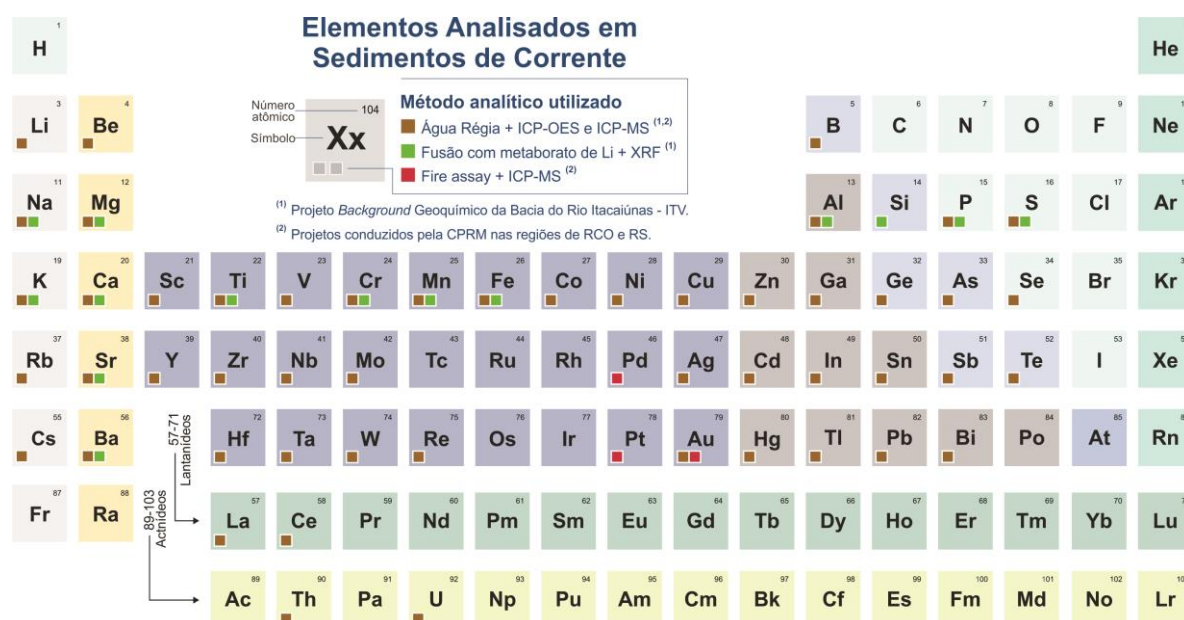 Elementos Analisados em
Sedimentos de Corrente
Número
atômico
104
Símbolo
Xx
Método analítico utilizado
Água Régia + ICP-OES e ICP-MS (1,2)
Fusão com metaborato de Li + XRF (1)
Fire assay + ICP-MS (2)
(1) Projeto Background Geoquímico da Bacia do Rio Itacaiúnas - ITV.
(2) Projetos conduzidos pela CPRM nas regiões de RCO e RS.
1
H He
3 4 5 6 7 8 9
Li Be B C N O F Ne
11 12 13 14 15 16 17
Na Mg Al Si P S Cl Ar
19 20 21 22 23 24 25 26 27 28 29 30 31 32 33 34 35
K Ca Sc Ti V Cr Mn Fe Co Ni Cu Zn Ga Ge As Se Br Kr
37 38 39 40 41 42 43 44 45 46 47 48 49 50 51 52 53
Rb Sr Y Zr Nb Mo Tc Ru Rh Pd Ag Cd In Sn Sb Te I Xe
55 56 72 73 74 75 76 77 78 79 80 81 82 83 84 85
Cs Ba Hf Ta W Re Os Ir Pt Au Hg Tl Pb Bi Po At Rn
57-71
Lantanídeos
87 88 57 58 59 60 61 62 63 64 65 66 67 68 69 70
Fr Ra La Ce Pr Nd Pm Sm Eu Gd Tb Dy Ho Er Tm Yb Lu
89-103
Actnídeos
89 90 91 92 93 94 95 96 97 98 99 100 101 102
Ac Th Pa U Np Pu Am Cm Bk Cf Es Fm Md No Lr